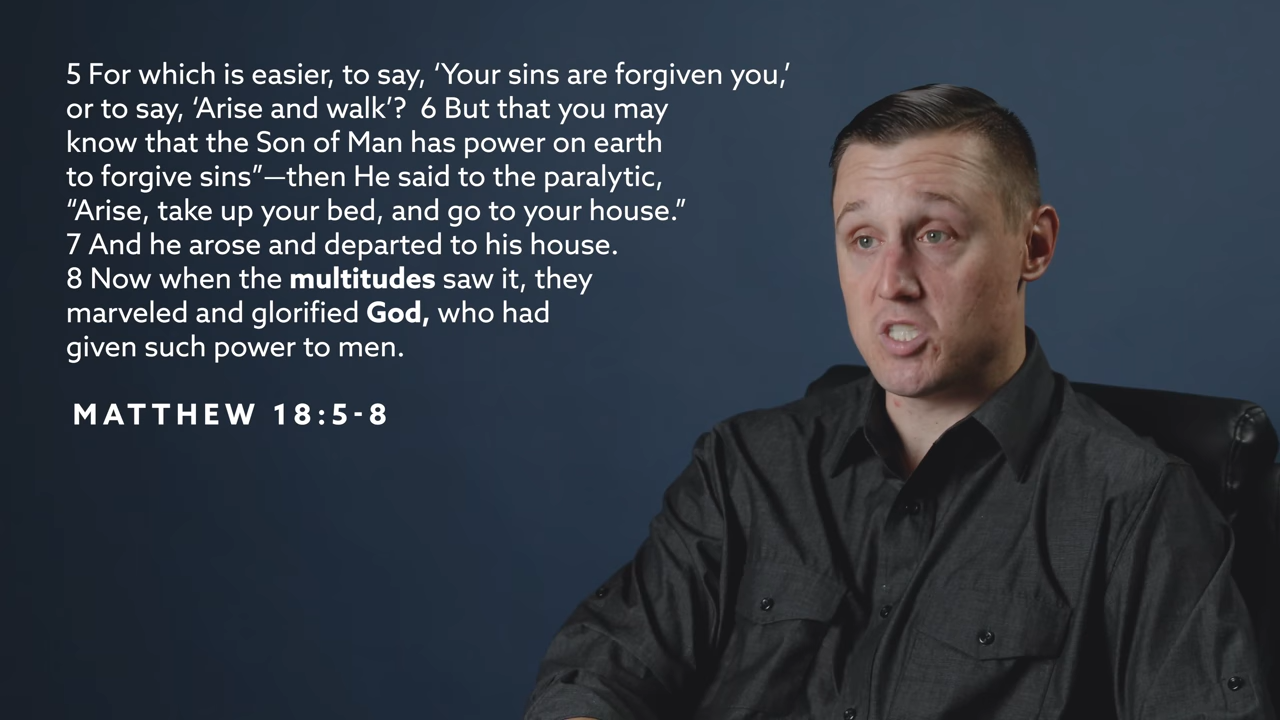 5 For which is easier, to say, ‘Your sins are forgiven you,’
or to say, ‘Arise and walk’?  6 But that you may
know that the Son of Man has power on earth
to forgive sins”—then He said to the paralytic,
“Arise, take up your bed, and go to your house.”
7 And he arose and departed to his house.
8 Now when the multitudes saw it, they
marveled and glorified God, who had
given such power to men.
MATTHEW 18:5-8